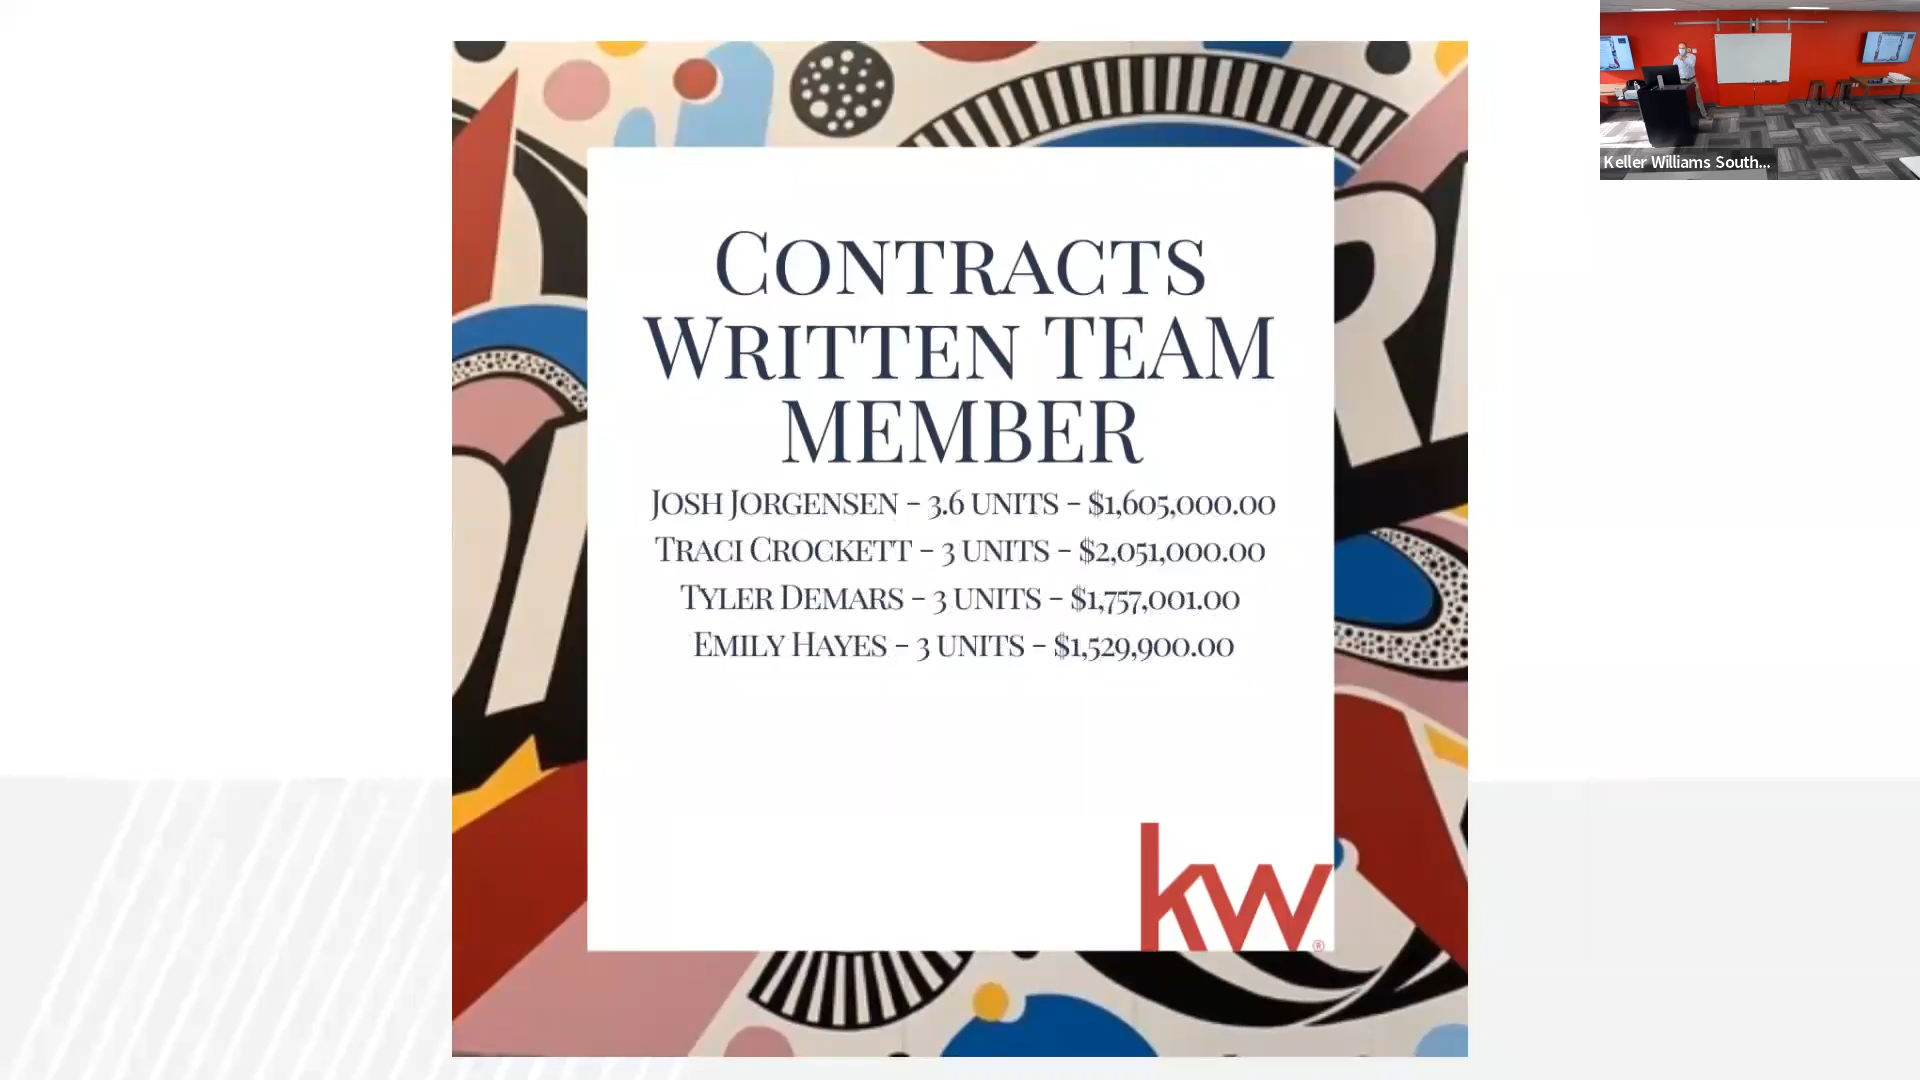 Contracts
Written TEAM
MEMBER
Josh Jorgensen - 3.6 units - $1,605,000.00
Traci Crockett - 3 units - $2,051,000.00
Tyler Demars - 3 units - $1,757,001.00
Emily Hayes - 3 units - $1,529,900.00
kw®
Keller Williams South...